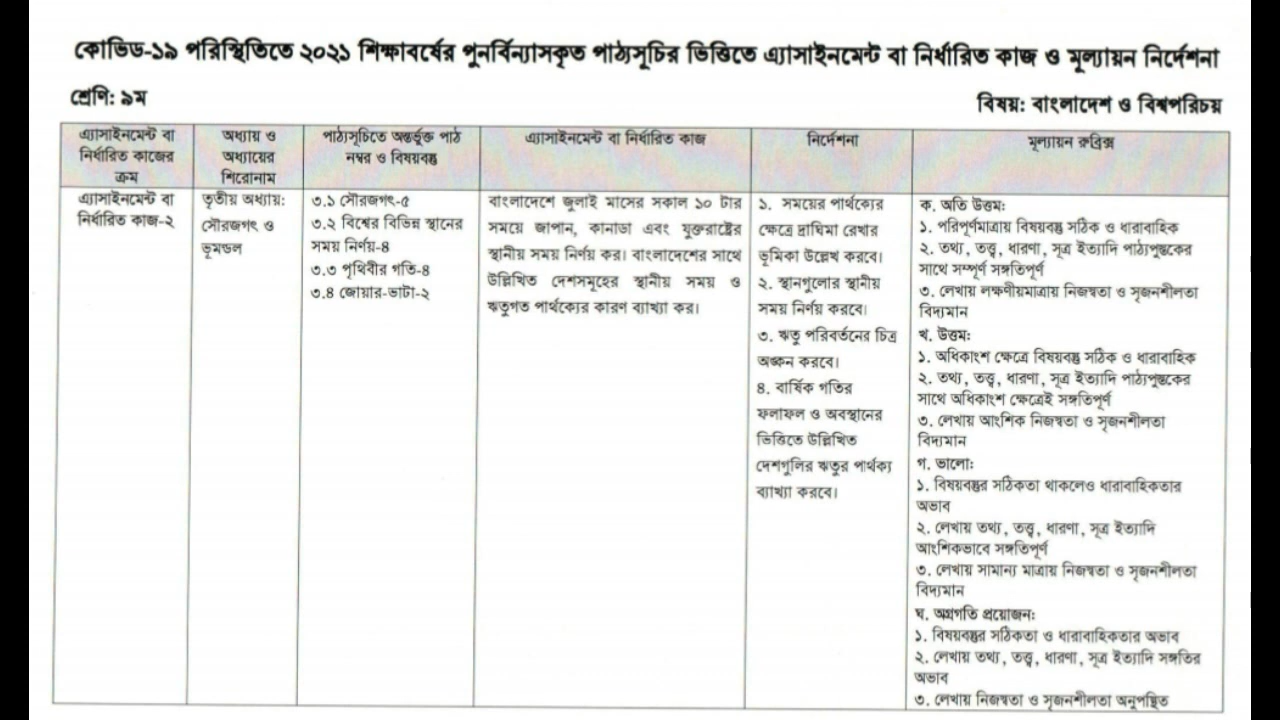 কোভিড-১৯ পরিস্থিতিতে ২০২১ শিক্ষাবর্ষের পুনর্বিন্যাসকৃত পাঠ্যসূচির ভিত্তিতে এ্যাসাইনমেন্ট বা নির্ধারিত কাজ ও মূল্যায়ন নির্দেশনা
শ্রেণি: ৯ম
বিষয়: বাংলাদেশ ও বিশ্বপরিচয়
এ্যাসাইনমেন্ট বা
নির্ধারিত কাজের
ক্রম
অধ্যায় ও
অধ্যায়ের
শিরোনাম
পাঠ্যসূচিতে অন্তর্ভুক্ত পাঠ
নম্বর ও বিষয়বস্তু
এ্যাসাইনমেন্ট বা নির্ধারিত কাজ
নির্দেশনা
মূল্যায়ন রুব্রিক্স
এ্যাসাইনমেন্ট বা
নির্ধারিত কাজ-২
তৃতীয় অধ্যায়:
সৌরজগৎ ও
ভূমন্ডল
৩.১ সৌরজগৎ-৫
৩.২ বিশ্বের বিভিন্ন স্থানের
সময় নির্ণয়-৪
৩.৩ পৃথিবীর গতি-৪
৩.৪ জোয়ার-ভাটা-২
বাংলাদেশে জুলাই মাসের সকাল ১০ টার
সময়ে জাপান, কানাডা এবং যুক্তরাষ্ট্রের
স্থানীয় সময় নির্ণয় কর। বাংলাদেশের সাথে
উল্লিখিত দেশসমূহের স্থানীয় সময় ও
ঋতুগত পার্থক্যের কারণ ব্যাখ্যা কর।
১. সময়ের পার্থক্যের
ক্ষেত্রে দ্রাঘিমা রেখার
ভূমিকা উল্লেখ করবে।
২. স্থানগুলোর স্থানীয়
সময় নির্ণয় করবে।
৩. ঋতু পরিবর্তনের চিত্র
অঙ্কন করবে।
৪. বার্ষিক গতির
ফলাফল ও অবস্থানের
ভিত্তিতে উল্লিখিত
দেশগুলির ঋতুর পার্থক্য
ব্যাখ্যা করবে।
ক. অতি উত্তম:
১. পরিপূর্ণমাত্রায় বিষয়বস্তু সঠিক ও ধারাবাহিক
২. তথ্য, তত্ত্ব, ধারণা, সূত্র ইত্যাদি পাঠ্যপুস্তকের
সাথে সম্পূর্ণ সঙ্গতিপূর্ণ
৩. লেখায় লক্ষণীয়মাত্রায় নিজস্বতা ও সৃজনশীলতা
বিদ্যমান
খ. উত্তম:
১. অধিকাংশ ক্ষেত্রে বিষয়বস্তু সঠিক ও ধারাবাহিক
২. তথ্য, তত্ত্ব, ধারণা, সূত্র ইত্যাদি পাঠ্যপুস্তকের
সাথে অধিকাংশ ক্ষেত্রেই সঙ্গতিপূর্ণ
৩. লেখায় আংশিক নিজস্বতা ও সৃজনশীলতা
বিদ্যমান
গ. ভালো:
১. বিষয়বস্তুর সঠিকতা থাকলেও ধারাবাহিকতার
অভাব
২. লেখায় তথ্য, তত্ত্ব, ধারণা, সূত্র ইত্যাদি
আংশিকভাবে সঙ্গতিপূর্ণ
৩. লেখায় সামান্য মাত্রায় নিজস্বতা ও সৃজনশীলতা
বিদ্যমান
ঘ. অগ্রগতি প্রয়োজন:
১. বিষয়বস্তুর সঠিকতা ও ধারাবাহিকতার অভাব
২. লেখায় তথ্য, তত্ত্ব, ধারণা, সূত্র ইত্যাদি সঙ্গতির
অভাব
৩. লেখায় নিজস্বতা ও সৃজনশীলতা অনুপস্থিত